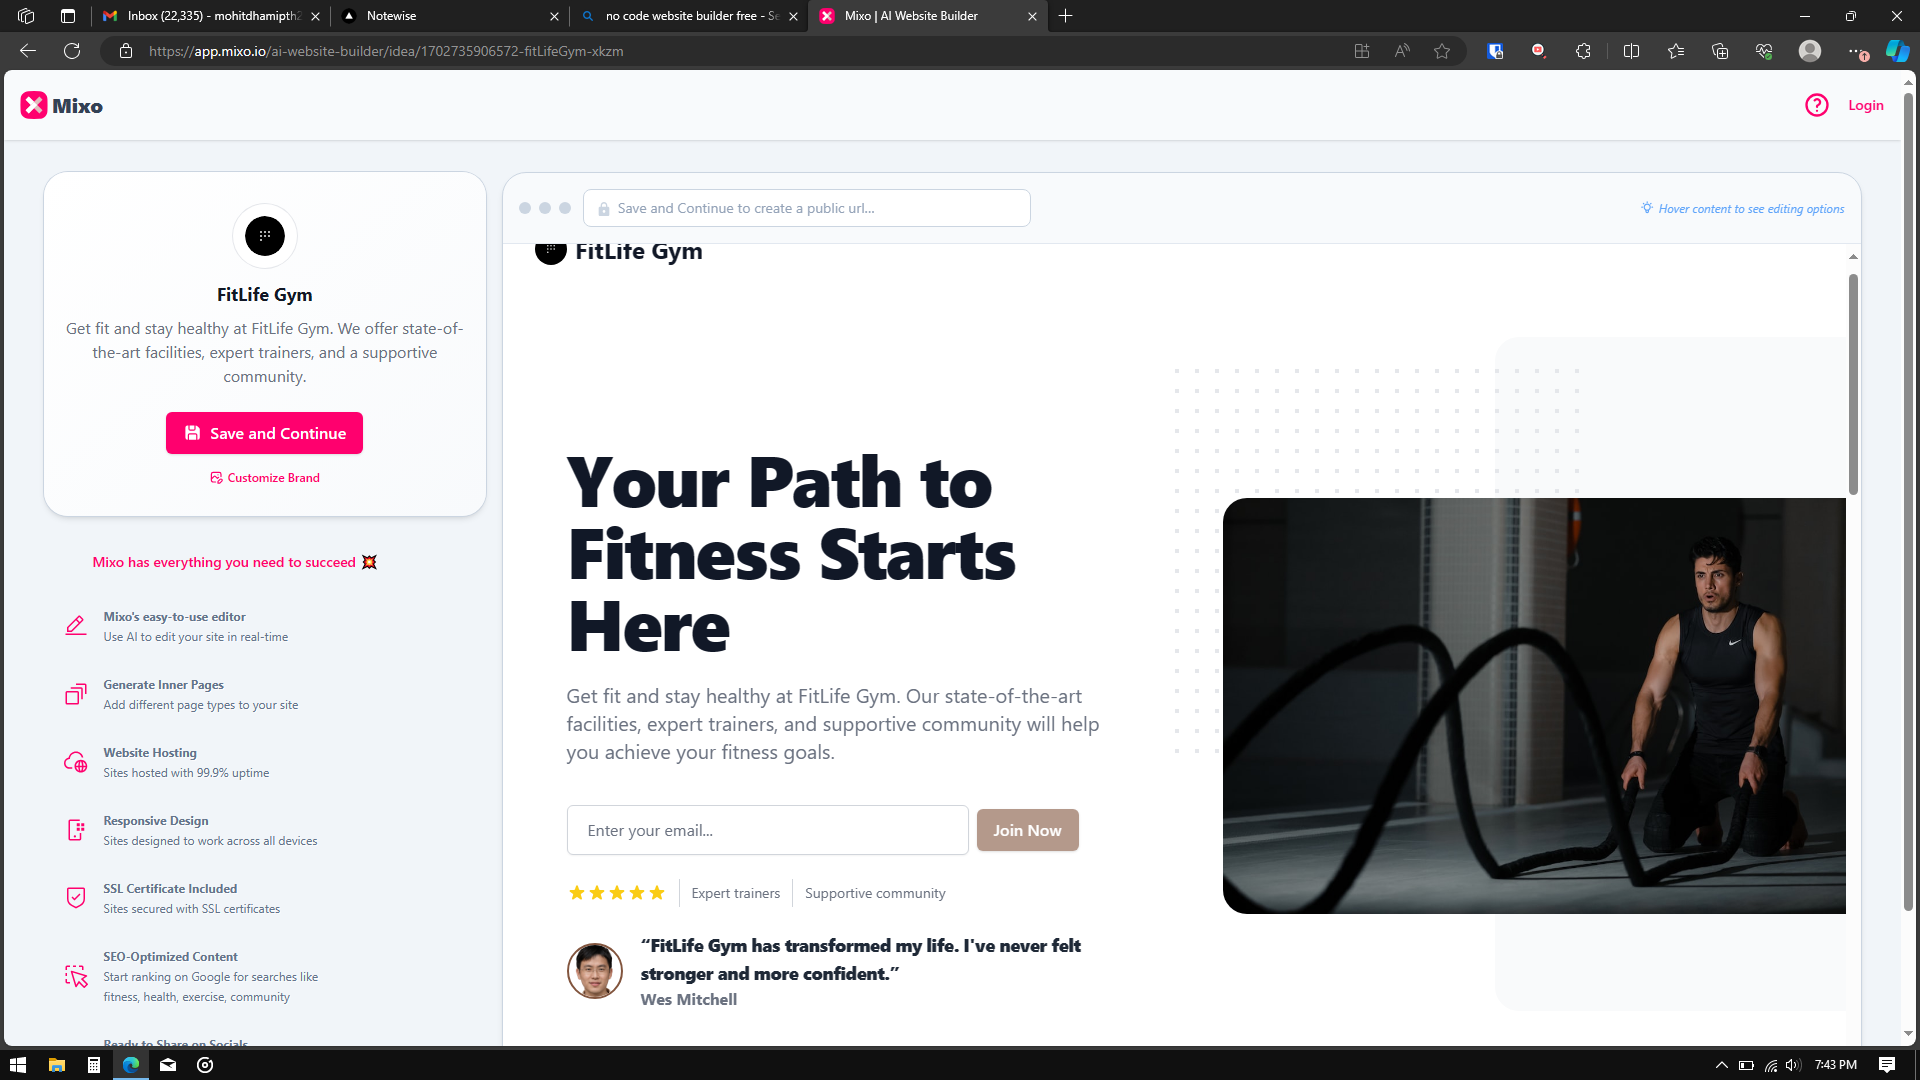 Inbox (22,335) - mohitdhamipth2
Notewise
no code website builder free - Se
Mixo | AI Website Builder
https://app.mixo.io/ai-website-builder/idea/1702735906572-fitLifeGym-xkzm
Mixo
Login
FitLife Gym
Get fit and stay healthy at FitLife Gym. We offer state-of-
the-art facilities, expert trainers, and a supportive
community.
Save and Continue
Customize Brand
Mixo has everything you need to succeed 💥
Mixo's easy-to-use editor
Use AI to edit your site in real-time
Generate Inner Pages
Add different page types to your site
Website Hosting
Sites hosted with 99.9% uptime
Responsive Design
Sites designed to work across all devices
SSL Certificate Included
Sites secured with SSL certificates
SEO-Optimized Content
Start ranking on Google for searches like
fitness, health, exercise, community
Ready to Share on Socials
Save and Continue to create a public url...
Hover content to see editing options
FitLife Gym
Your Path to
Fitness Starts
Here
Get fit and stay healthy at FitLife Gym. Our state-of-the-art
facilities, expert trainers, and supportive community will help
you achieve your fitness goals.
Enter your email...
Join Now
Expert trainers
Supportive community
“FitLife Gym has transformed my life. I've never felt
stronger and more confident.”
Wes Mitchell
7:43 PM